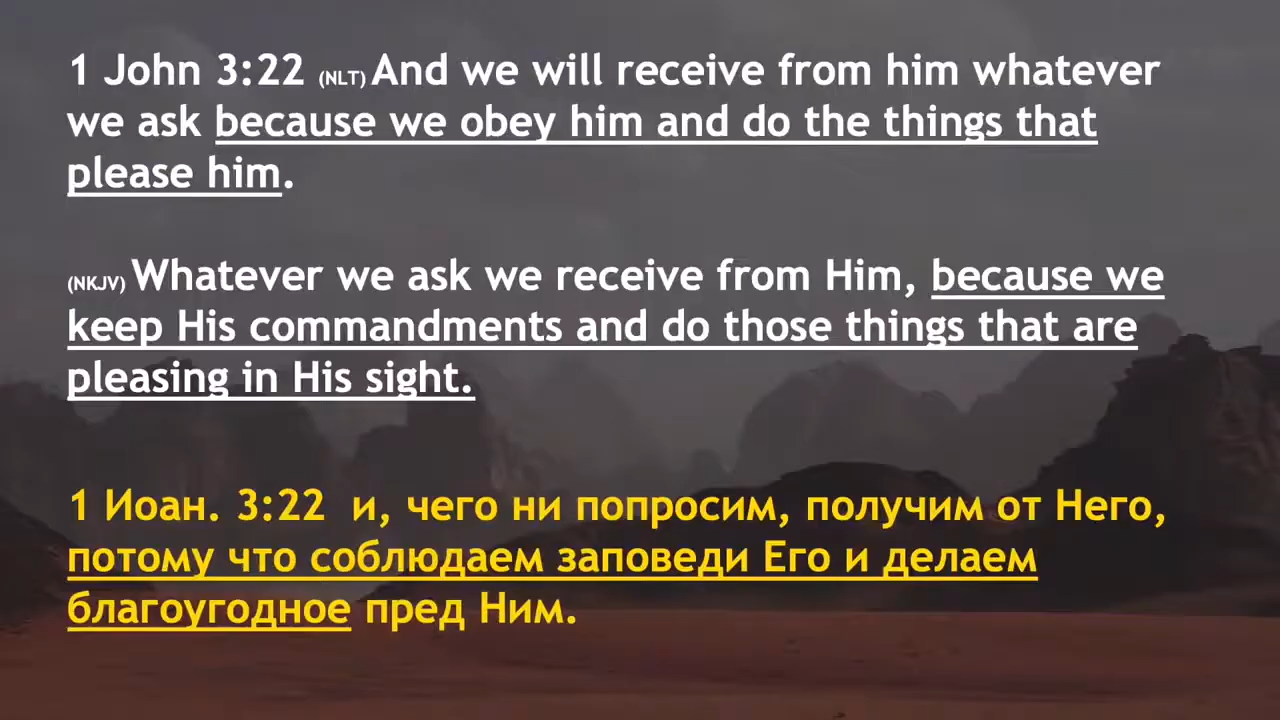 1 John 3:22 (NLT) And we will receive from him whatever
we ask because we obey him and do the things that
please him.
(NKJV) Whatever we ask we receive from Him, because we
keep His commandments and do those things that are
pleasing in His sight.
1 Иоан. 3:22 и, чего ни попросим, получим от Него,
потому что соблюдаем заповеди Его и делаем
благоугодное пред Ним.